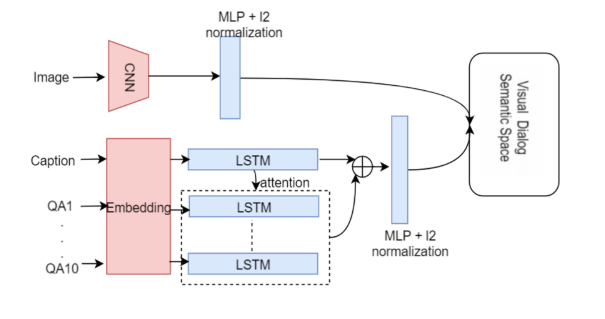 MLP + l2
normalization
Image
CNN
Visual Dialog
Semantic Space
Caption
LSTM
attention
QA1
Embedding
LSTM
.
.
.
QA10
LSTM
MLP + l2
normalization